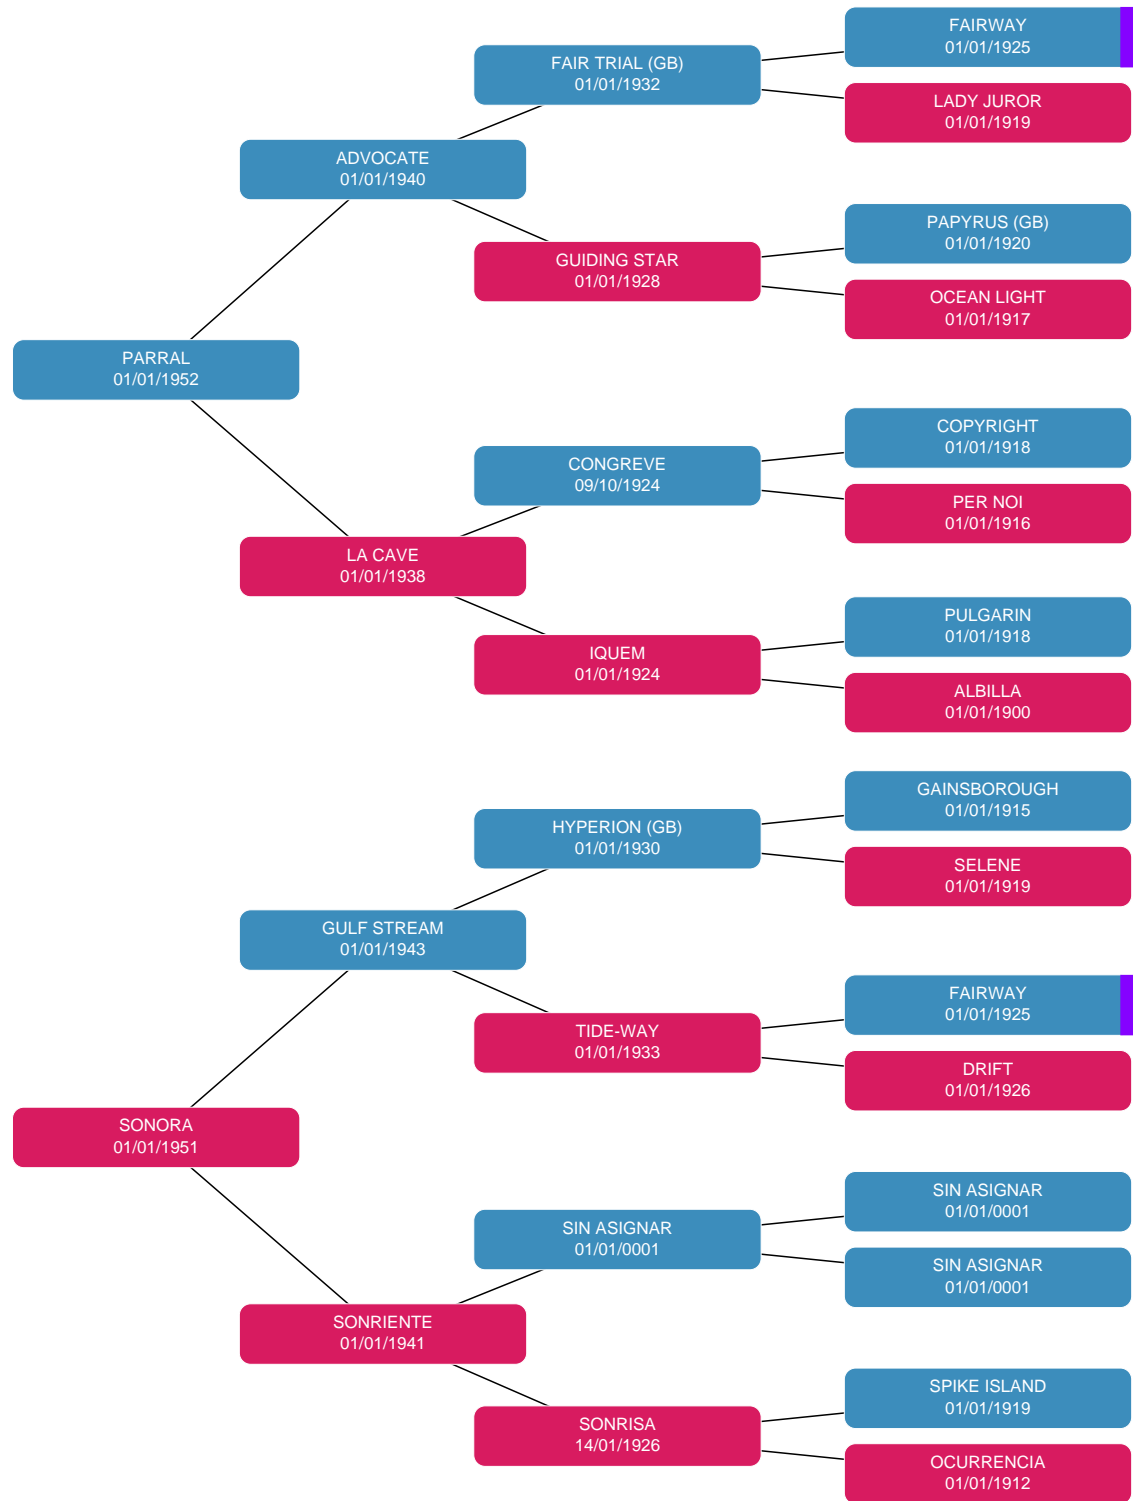 FAIRWAY
01/01/1925
FAIR TRIAL (GB)
01/01/1932
LADY JUROR
01/01/1919
ADVOCATE
01/01/1940
PAPYRUS (GB)
01/01/1920
GUIDING STAR
01/01/1928
OCEAN LIGHT
01/01/1917
PARRAL
01/01/1952
COPYRIGHT
01/01/1918
CONGREVE
09/10/1924
PER NOI
01/01/1916
LA CAVE
01/01/1938
PULGARIN
01/01/1918
IQUEM
01/01/1924
ALBILLA
01/01/1900
GAINSBOROUGH
01/01/1915
HYPERION (GB)
01/01/1930
SELENE
01/01/1919
GULF STREAM
01/01/1943
FAIRWAY
01/01/1925
TIDE-WAY
01/01/1933
DRIFT
01/01/1926
SONORA
01/01/1951
SIN ASIGNAR
01/01/0001
SIN ASIGNAR
01/01/0001
SIN ASIGNAR
01/01/0001
SONRIENTE
01/01/1941
SPIKE ISLAND
01/01/1919
SONRISA
14/01/1926
OCURRENCIA
01/01/1912